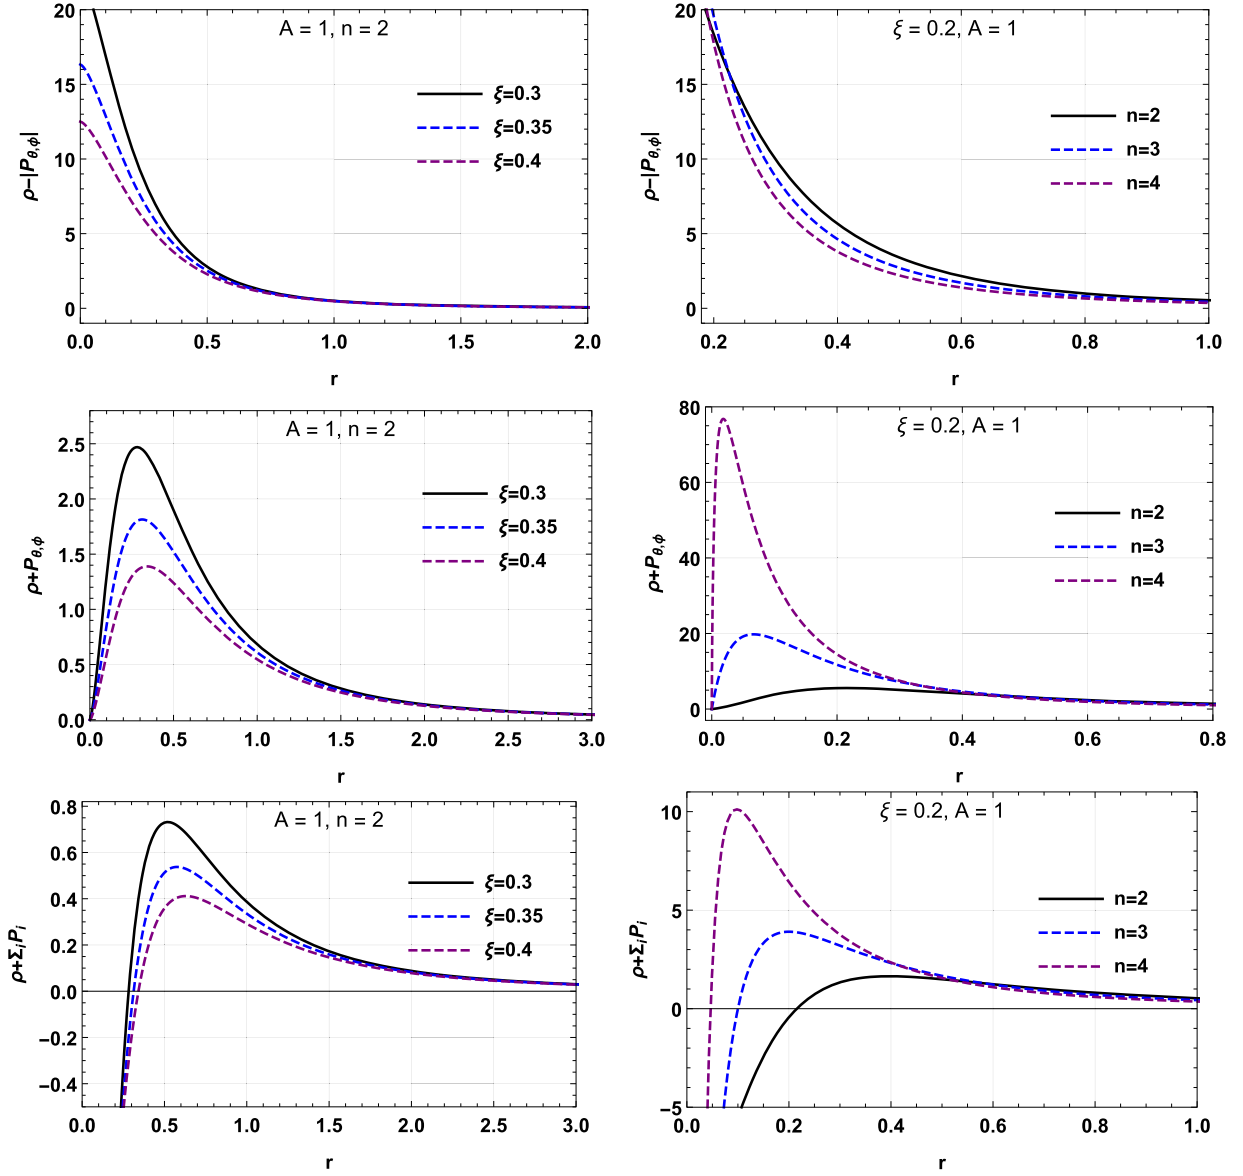 A = 1, n = 2
ρ−|P_{θ,ϕ}|
20
15
10
5
0
ξ=0.3
ξ=0.35
ξ=0.4
0.0 0.5 1.0 1.5 2.0
r
ξ = 0.2, A = 1
ρ−|P_{θ,ϕ}|
20
15
10
5
0
n=2
n=3
n=4
0.2 0.4 0.6 0.8 1.0
r
A = 1, n = 2
ρ+P_{θ,ϕ}
2.5
2.0
1.5
1.0
0.5
0.0
ξ=0.3
ξ=0.35
ξ=0.4
0.0 0.5 1.0 1.5 2.0 2.5 3.0
r
ξ = 0.2, A = 1
ρ+P_{θ,ϕ}
80
60
40
20
0
n=2
n=3
n=4
0.0 0.2 0.4 0.6 0.8
r
A = 1, n = 2
ρ+Σ_iP_i
0.8
0.6
0.4
0.2
0.0
−0.2
−0.4
ξ=0.3
ξ=0.35
ξ=0.4
0.0 0.5 1.0 1.5 2.0 2.5 3.0
r
ξ = 0.2, A = 1
ρ+Σ_iP_i
10
5
0
−5
n=2
n=3
n=4
0.0 0.2 0.4 0.6 0.8 1.0
r